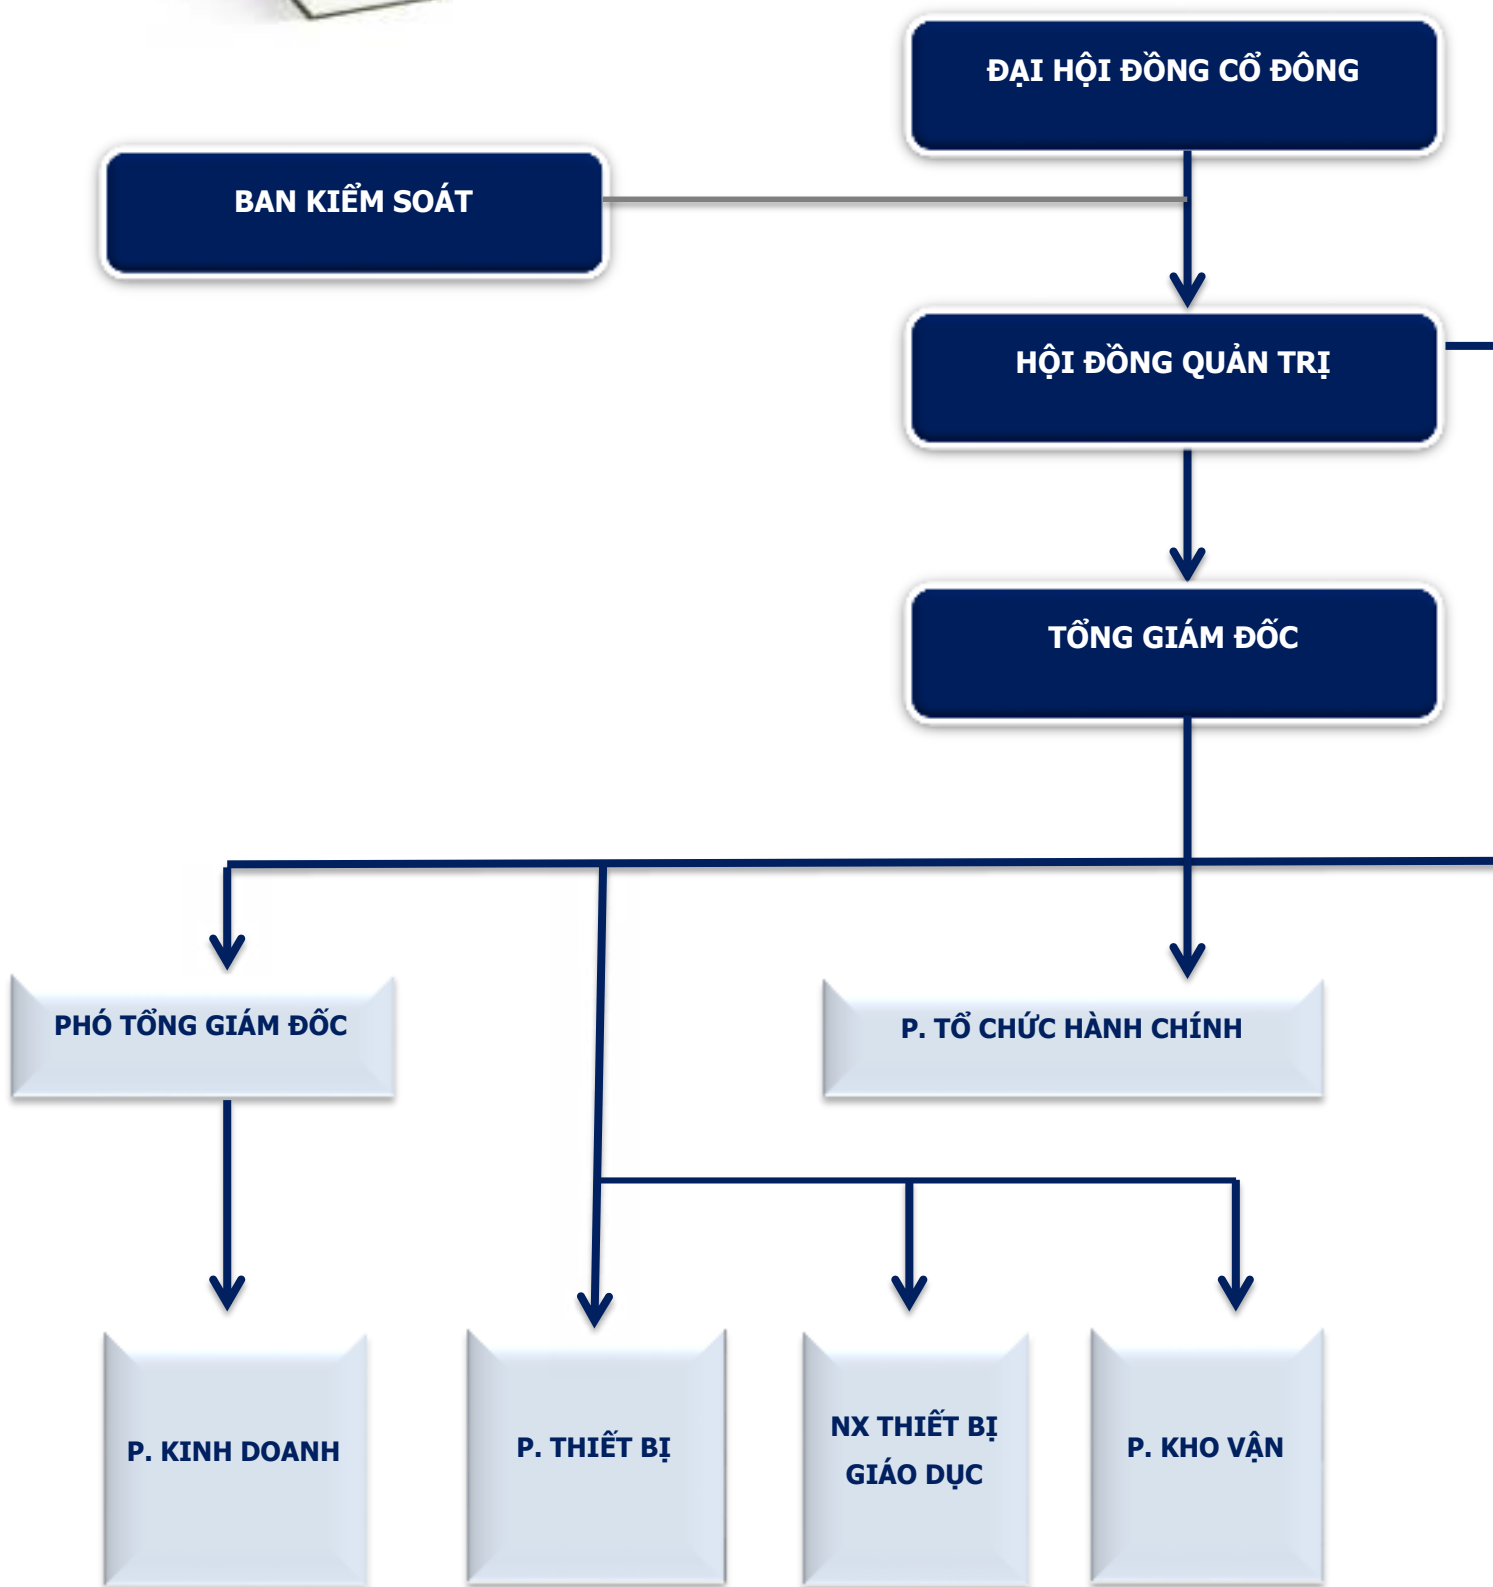 ĐẠI HỘI ĐỒNG CỔ ĐÔNG
BAN KIỂM SOÁT
HỘI ĐỒNG QUẢN TRỊ
TỔNG GIÁM ĐỐC
PHÓ TỔNG GIÁM ĐỐC
P. TỔ CHỨC HÀNH CHÍNH
P. KINH DOANH
P. THIẾT BỊ
NX THIẾT BỊ
GIÁO DỤC
P. KHO VẬN